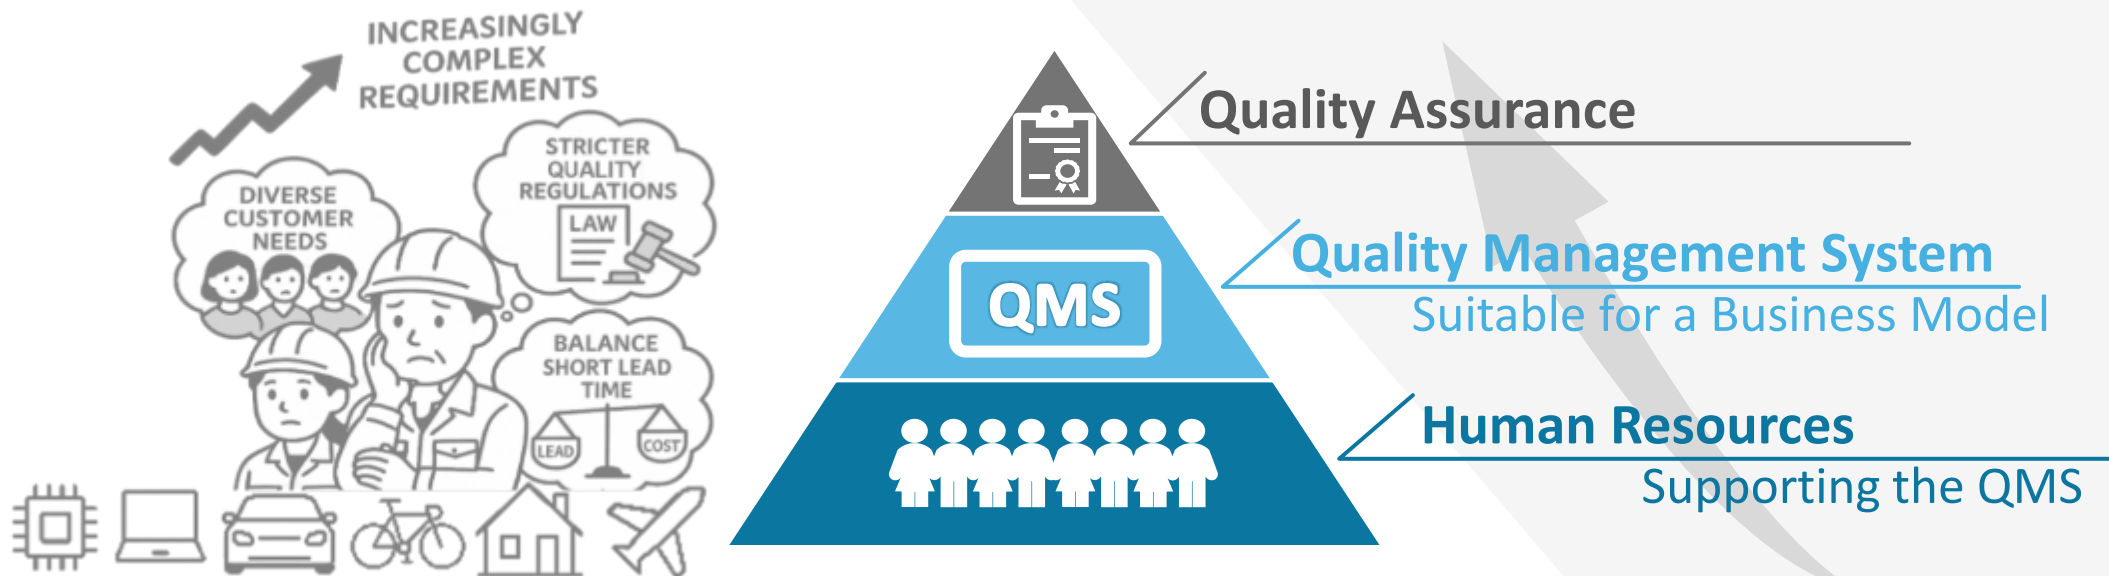 INCREASINGLY
COMPLEX
REQUIREMENTS
DIVERSE
CUSTOMER
NEEDS
STRICTER
QUALITY
REGULATIONS
LAW
BALANCE
SHORT LEAD
TIME
LEAD
COST
Quality Assurance
QMS
Quality Management System
Suitable for a Business Model
Human Resources
Supporting the QMS